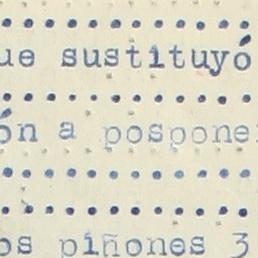 ue sustituyó
ón a pospone
os piñones 3